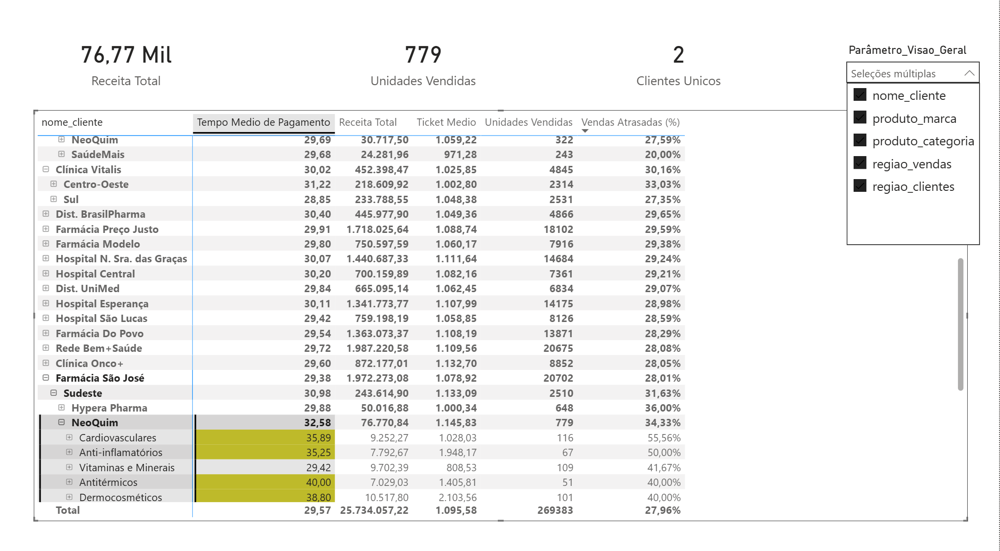 76,77 Mil
Receita Total
779
Unidades Vendidas
2
Clientes Unicos
Parâmetro_Visao_Geral
Seleções múltiplas
nome_cliente
produto_marca
produto_categoria
regiao_vendas
regiao_clientes
nome_cliente Tempo Medio de Pagamento Receita Total Ticket Medio Unidades Vendidas Vendas Atrasadas (%)
NeoQuim 29,69 30.717,50 1.059,22 322 27,59%
SaúdeMais 29,68 24.281,96 971,28 243 20,00%
Clínica Vitalis 30,02 452.398,47 1.025,85 4845 30,16%
Centro-Oeste 31,22 218.609,92 1.002,80 2314 33,03%
Sul 28,85 233.788,55 1.048,38 2531 27,35%
Dist. BrasilPharma 30,40 445.977,90 1.049,36 4866 29,65%
Farmácia Preço Justo 29,91 1.718.025,64 1.088,74 18102 29,59%
Farmácia Modelo 29,80 750.597,59 1.060,17 7916 29,38%
Hospital N. Sra. das Graças 30,07 1.440.687,33 1.111,64 14684 29,24%
Hospital Central 30,20 700.159,89 1.082,16 7361 29,21%
Dist. UniMed 29,84 665.095,14 1.062,45 6834 29,07%
Hospital Esperança 30,11 1.341.773,77 1.107,99 14175 28,98%
Hospital São Lucas 29,42 759.198,19 1.058,85 8126 28,59%
Farmácia Do Povo 29,54 1.363.073,37 1.108,19 13871 28,29%
Rede Bem+Saúde 29,72 1.987.220,58 1.109,56 20675 28,08%
Clínica Onco+ 29,60 872.177,01 1.132,70 8852 28,05%
Farmácia São José 29,38 1.972.273,08 1.078,92 20702 28,01%
Sudeste 30,98 243.614,90 1.133,09 2510 31,63%
Hypera Pharma 29,88 50.016,88 1.000,34 648 36,00%
NeoQuim 32,58 76.770,84 1.145,83 779 34,33%
Cardiovasculares 35,89 9.252,27 1.028,03 116 55,56%
Anti-inflamatórios 35,25 7.792,67 1.948,17 67 50,00%
Vitaminas e Minerais 29,42 9.702,39 808,53 109 41,67%
Antitérmicos 40,00 7.029,03 1.405,81 51 40,00%
Dermocosméticos 38,80 10.517,80 2.103,56 101 40,00%
Total 29,57 25.734.057,22 1.095,58 269383 27,96%